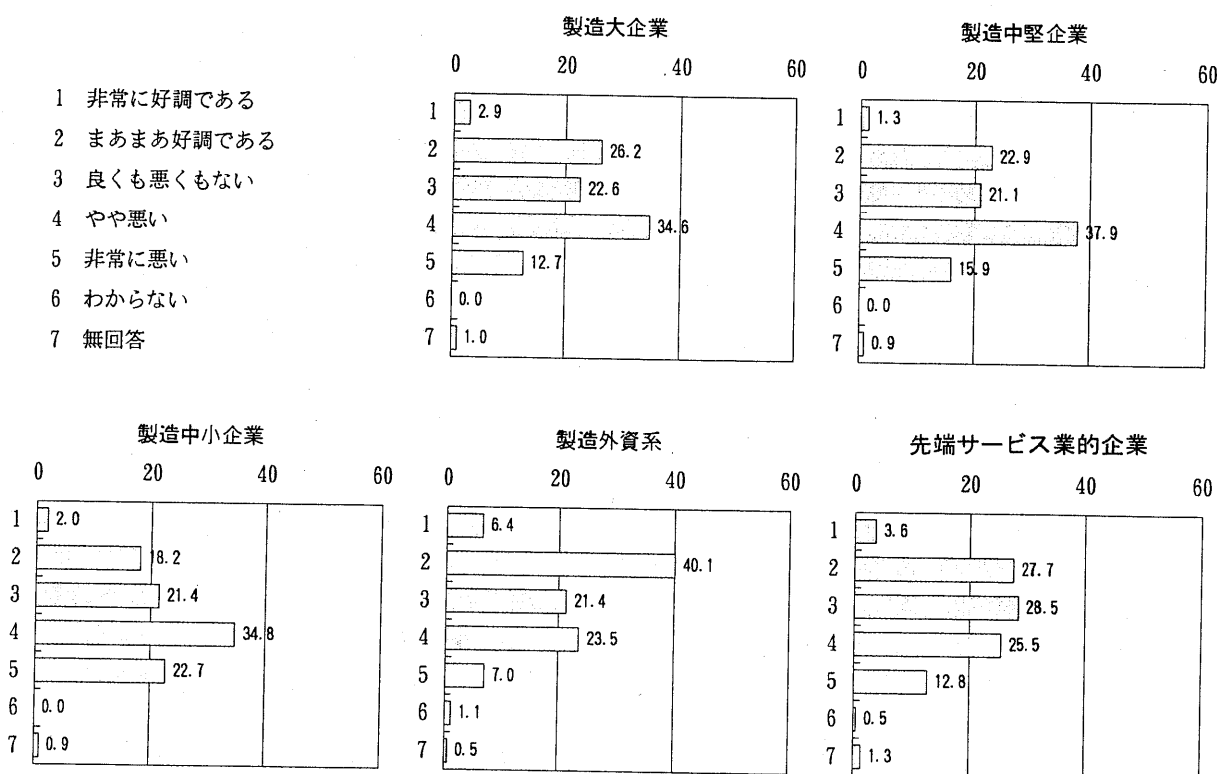 1 非常に好調である
2 まあまあ好調である
3 良くも悪くもない
4 やや悪い
5 非常に悪い
6 わからない
7 無回答
製造大企業
0 20 40 60
1 2.9
2 26.2
3 22.6
4 34.6
5 12.7
6 0.0
7 1.0
製造中堅企業
0 20 40 60
1 1.3
2 22.9
3 21.1
4 37.9
5 15.9
6 0.0
7 0.9
製造中小企業
0 20 40 60
1 2.0
2 18.2
3 21.4
4 34.8
5 22.7
6 0.0
7 0.9
製造外資系
0 20 40 60
1 6.4
2 40.1
3 21.4
4 23.5
5 7.0
6 1.1
7 0.5
先端サービス業的企業
0 20 40 60
1 3.6
2 27.7
3 28.5
4 25.5
5 12.8
6 0.5
7 1.3